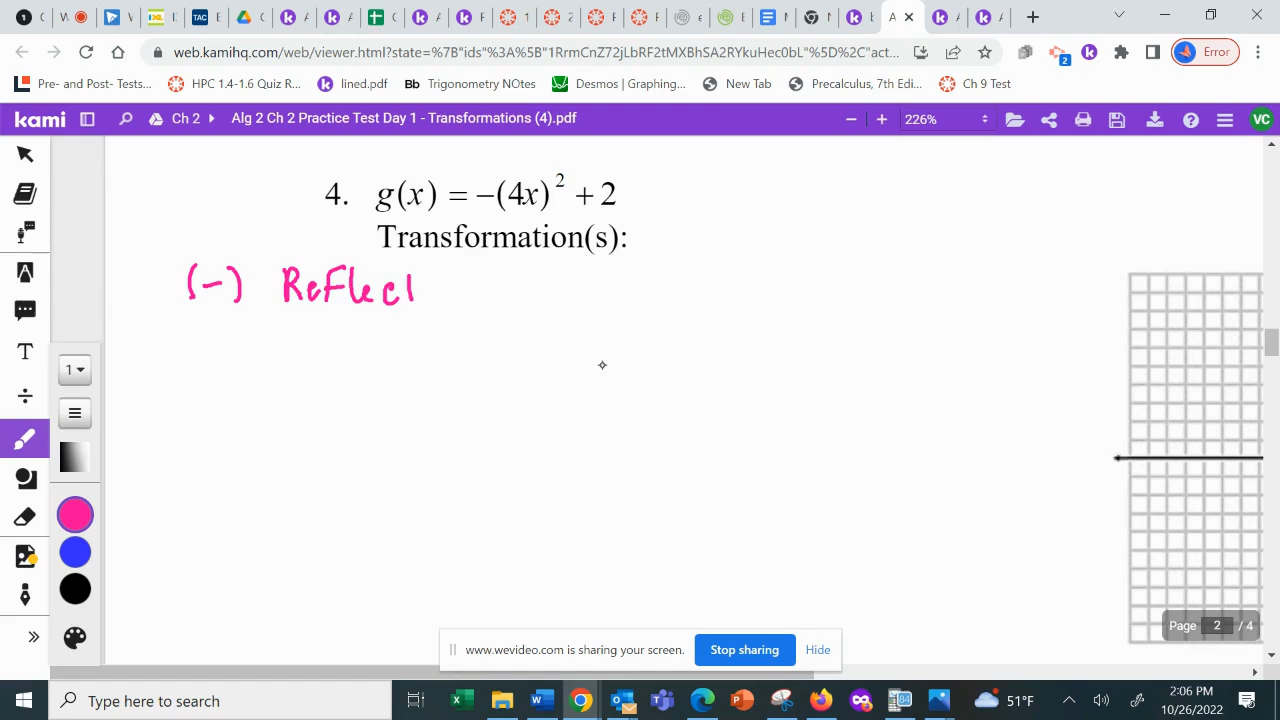 web.kamihq.com/web/viewer.html?state=%7B"ids"%3A%5B"1RrmCnZ72jLbRF2tMXBhSA2RYkuHec0bL"%5D%2C"act...
2
Error
Pre- and Post- Tests...
HPC 1.4-1.6 Quiz R...
lined.pdf
Bb Trigonometry NOtes
Desmos | Graphing...
New Tab
Precalculus, 7th Edi...
Ch 9 Test
kami
Ch 2
Alg 2 Ch 2 Practice Test Day 1 - Transformations (4).pdf
226%
VC
4. g(x) = −(4x)² + 2
Transformation(s):
(-) Reflect
1
Page 2 / 4
www.wevideo.com is sharing your screen.
Stop sharing
Hide
Type here to search
51°F
2:06 PM
10/26/2022